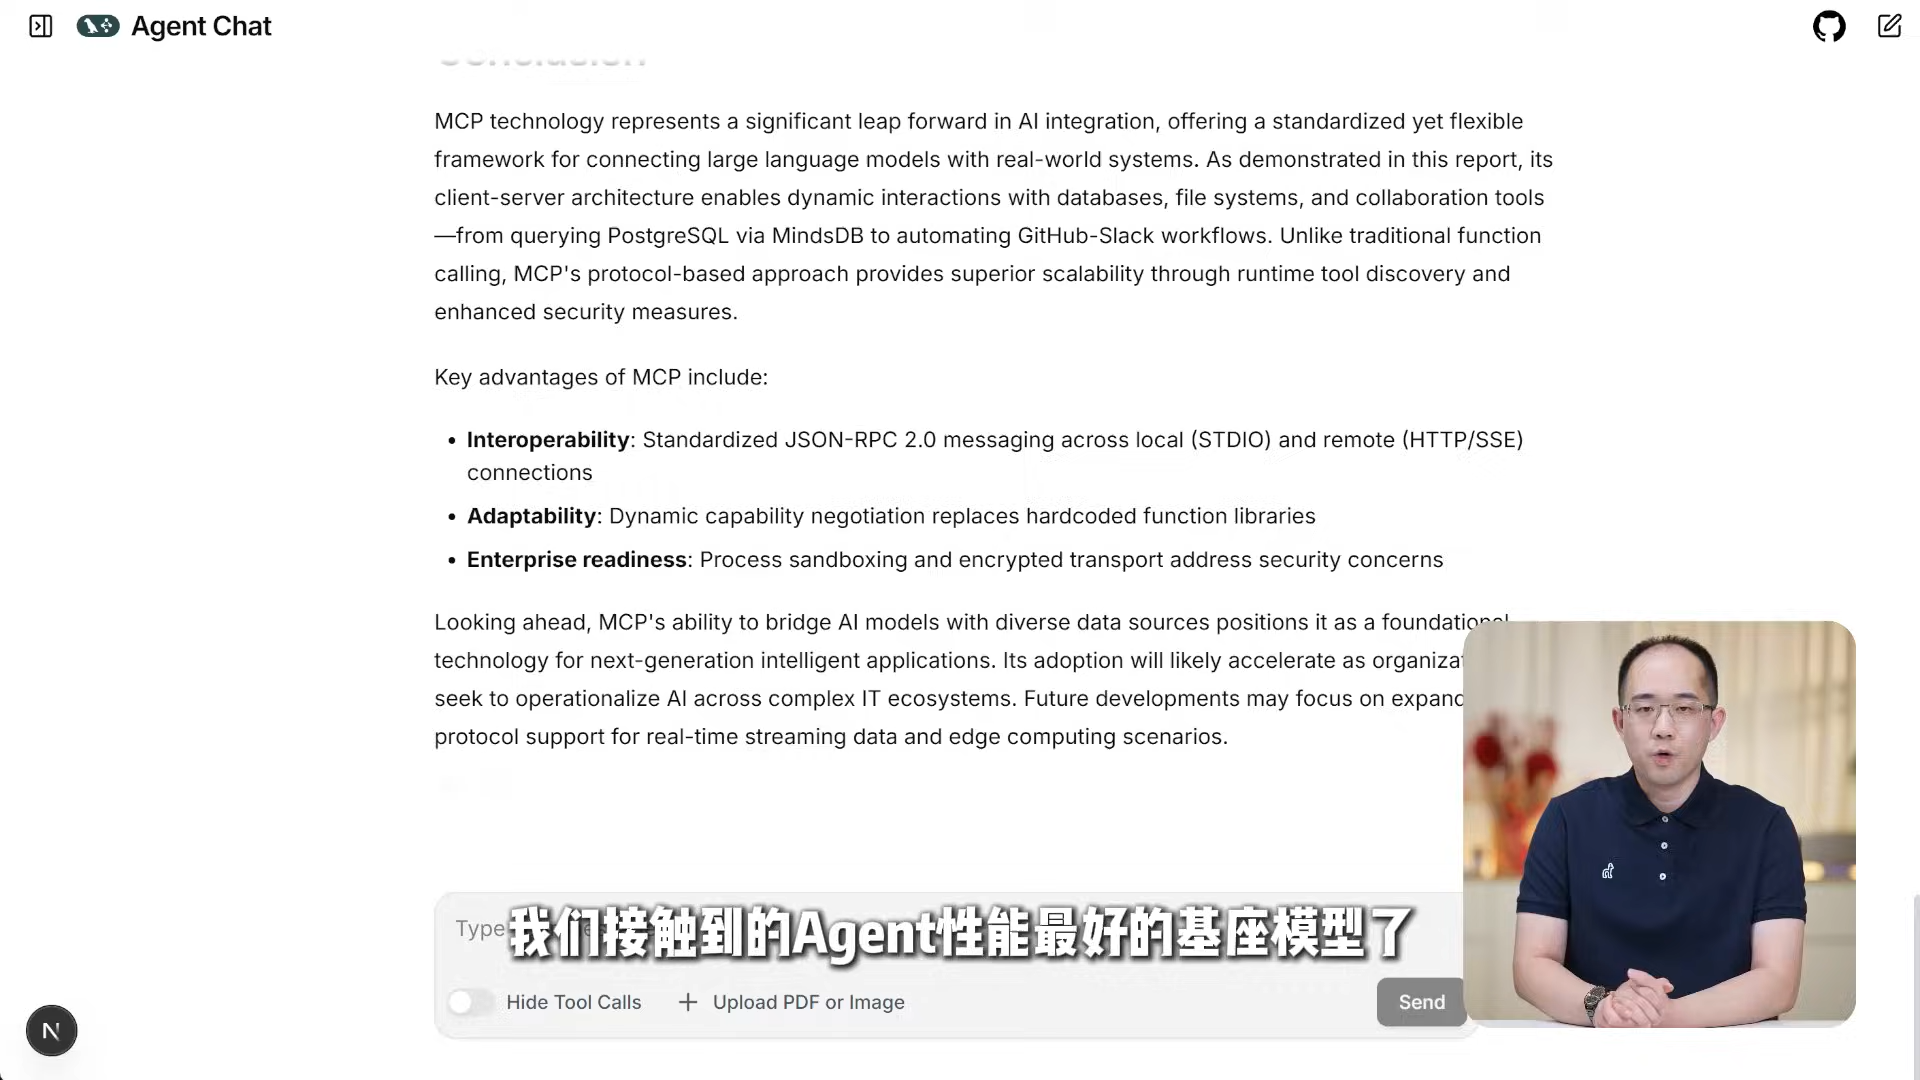 Agent Chat
Conclusion
MCP technology represents a significant leap forward in AI integration, offering a standardized yet flexible
framework for connecting large language models with real-world systems. As demonstrated in this report, its
client-server architecture enables dynamic interactions with databases, file systems, and collaboration tools
—from querying PostgreSQL via MindsDB to automating GitHub-Slack workflows. Unlike traditional function
calling, MCP's protocol-based approach provides superior scalability through runtime tool discovery and
enhanced security measures.
Key advantages of MCP include:
• Interoperability: Standardized JSON-RPC 2.0 messaging across local (STDIO) and remote (HTTP/SSE)
connections
• Adaptability: Dynamic capability negotiation replaces hardcoded function libraries
• Enterprise readiness: Process sandboxing and encrypted transport address security concerns
Looking ahead, MCP's ability to bridge AI models with diverse data sources positions it as a foundational
technology for next-generation intelligent applications. Its adoption will likely accelerate as organizat
seek to operationalize AI across complex IT ecosystems. Future developments may focus on expand
protocol support for real-time streaming data and edge computing scenarios.
Type
我们接触到的Agent性能最好的基座模型了
Hide Tool Calls
+ Upload PDF or Image
Send
N